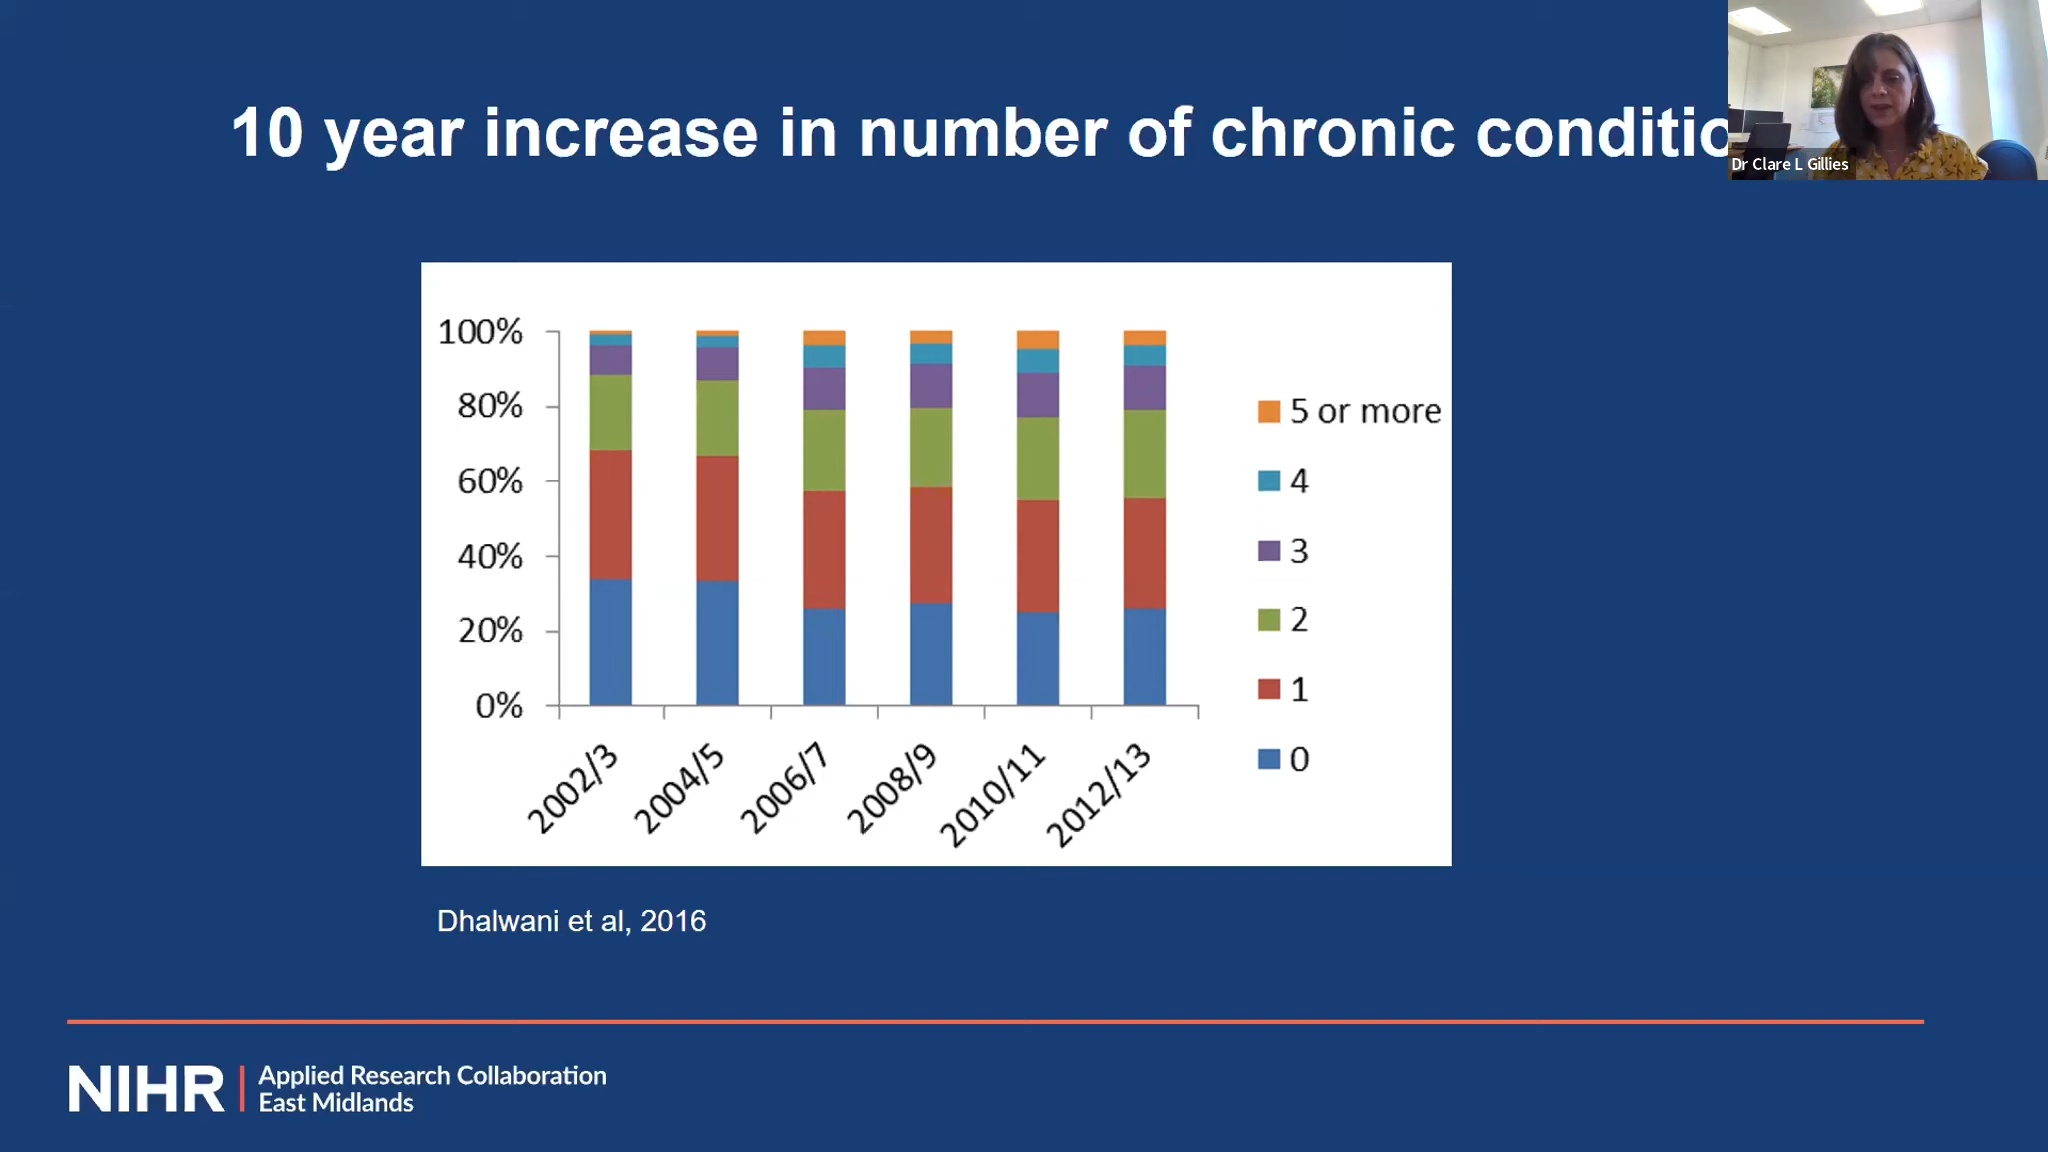 10 year increase in number of chronic conditio
Dr Clare L Gillies
100%
80%
60%
40%
20%
0%
2002/3
2004/5
2006/7
2008/9
2010/11
2012/13
5 or more
4
3
2
1
0
Dhalwani et al, 2016
NIHR
Applied Research Collaboration
East Midlands